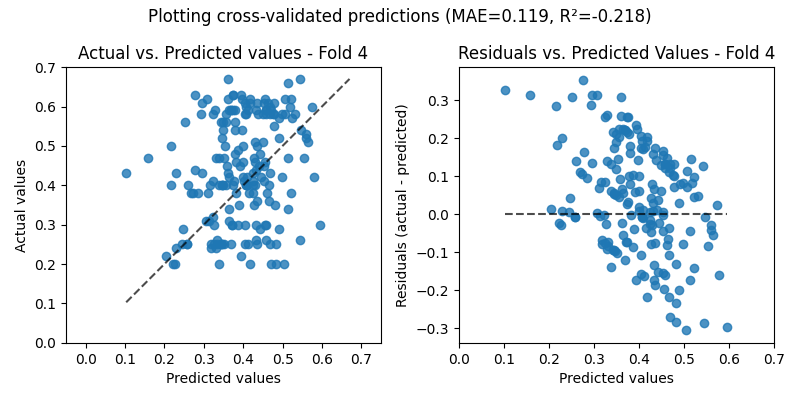 Plotting cross-validated predictions (MAE=0.119, R²=-0.218)
Actual vs. Predicted values - Fold 4
Actual values
0.7
0.6
0.5
0.4
0.3
0.2
0.1
0.0
0.0 0.1 0.2 0.3 0.4 0.5 0.6 0.7
Predicted values
Residuals vs. Predicted Values - Fold 4
Residuals (actual - predicted)
0.3
0.2
0.1
0.0
−0.1
−0.2
−0.3
0.0 0.1 0.2 0.3 0.4 0.5 0.6 0.7
Predicted values